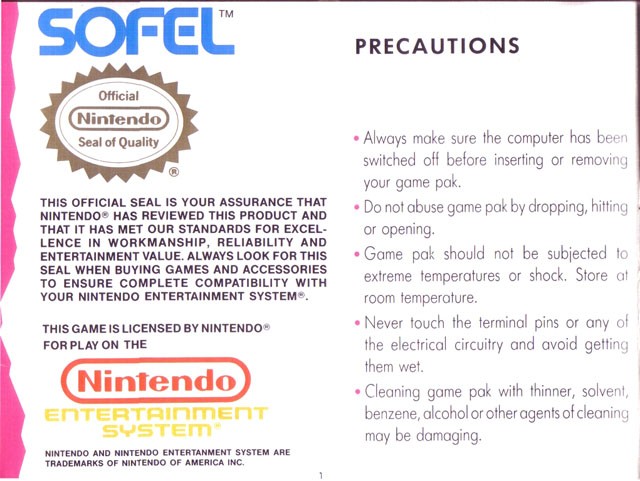 SOFEL™
Official
Nintendo
Seal of Quality
®
THIS OFFICIAL SEAL IS YOUR ASSURANCE THAT
NINTENDO® HAS REVIEWED THIS PRODUCT AND
THAT IT HAS MET OUR STANDARDS FOR EXCEL-
LENCE IN WORKMANSHIP, RELIABILITY AND
ENTERTAINMENT VALUE. ALWAYS LOOK FOR THIS
SEAL WHEN BUYING GAMES AND ACCESSORIES
TO ENSURE COMPLETE COMPATIBILITY WITH
YOUR NINTENDO ENTERTAINMENT SYSTEM®.
THIS GAME IS LICENSED BY NINTENDO®
FOR PLAY ON THE
Nintendo
ENTERTAINMENT
SYSTEM®
NINTENDO AND NINTENDO ENTERTANMENT SYSTEM ARE
TRADEMARKS OF NINTENDO OF AMERICA INC.
PRECAUTIONS
• Always make sure the computer has been
switched off before inserting or removing
your game pak.
• Do not abuse game pak by dropping, hitting
or opening.
• Game pak should not be subjected to
extreme temperatures or shock. Store at
room temperature.
• Never touch the terminal pins or any of
the electrical circuitry and avoid getting
them wet.
• Cleaning game pak with thinner, solvent,
benzene, alcohol or other agents of cleaning
may be damaging.
1